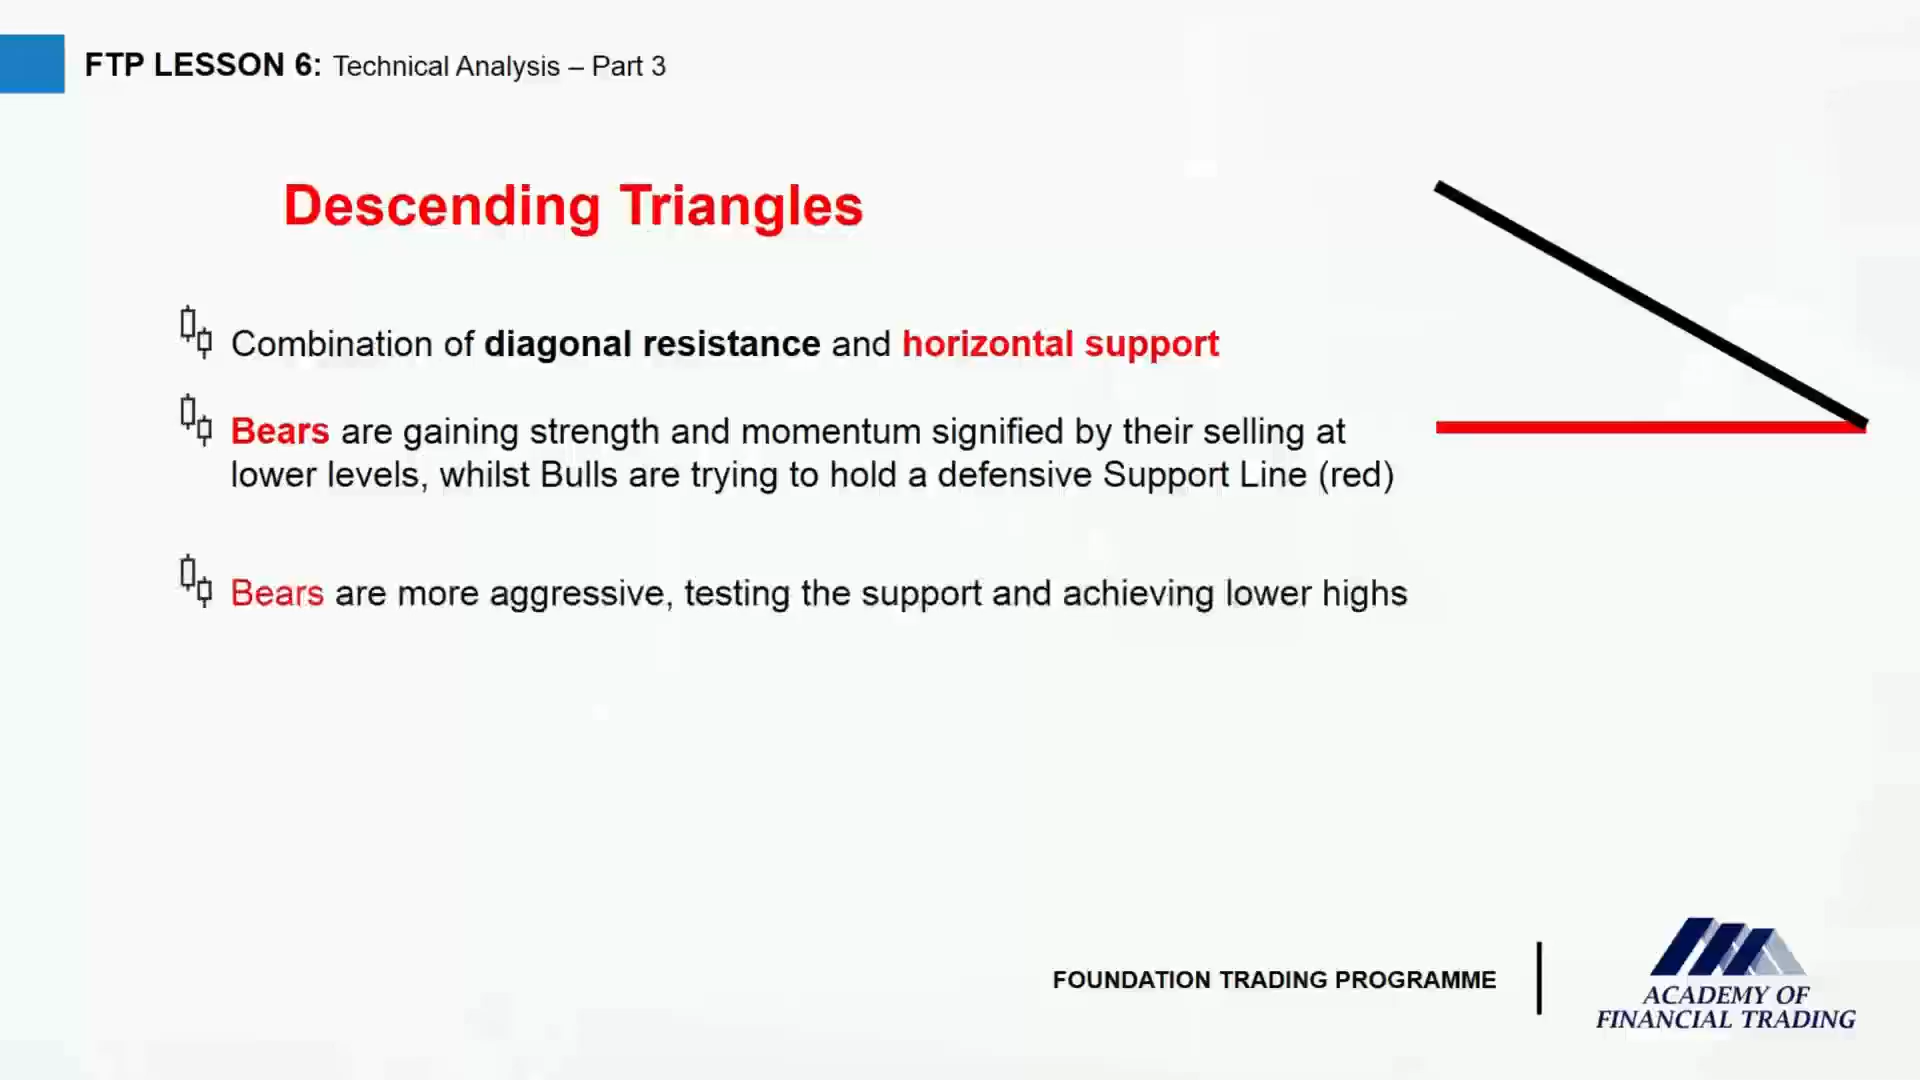 FTP LESSON 6: Technical Analysis – Part 3
Descending Triangles
Combination of diagonal resistance and horizontal support
Bears are gaining strength and momentum signified by their selling at
lower levels, whilst Bulls are trying to hold a defensive Support Line (red)
Bears are more aggressive, testing the support and achieving lower highs
FOUNDATION TRADING PROGRAMME
ACADEMY OF
FINANCIAL TRADING